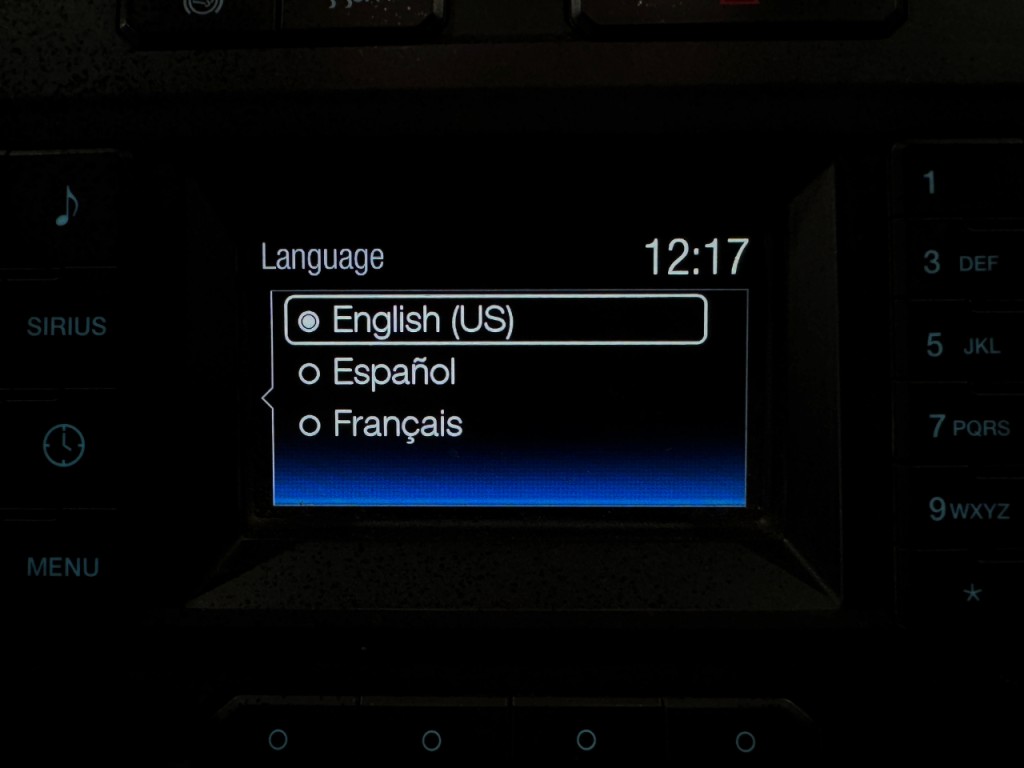 Language 12:17
English (US)
Español
Français
SIRIUS
MENU
1
3 DEF
5 JKL
7 PQRS
9 WXYZ
*